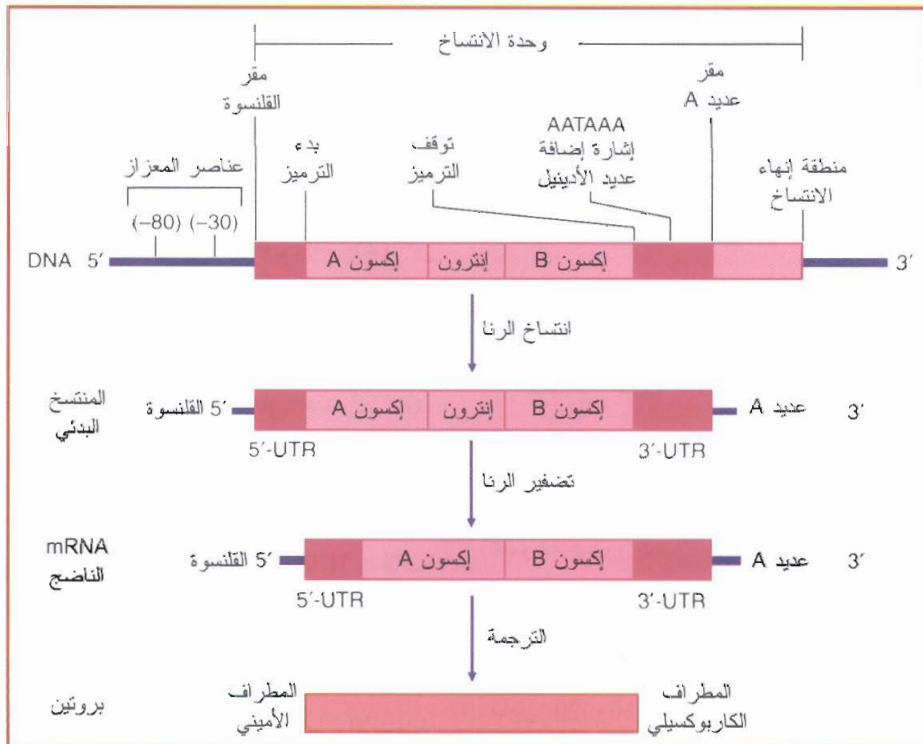 وحدة الانتساخ
مقر
القلنسوة
مقر
عديد A
عناصر المعزاز
(−80) (−30)
بدء
الترميز
توقف
الترميز
AATAAA
إشارة إضافة
عديد الأدينيل
منطقة إنهاء
الانتساخ
DNA 5′ إكسون A إنترون إكسون B 3′
انتساخ الرنا
المنتسخ
البدئي
القلنسوة 5′ إكسون A إنترون إكسون B عديد A 3′
5′-UTR 3′-UTR
تضفير الرنا
mRNA
الناضج
القلنسوة 5′ إكسون A إكسون B عديد A 3′
5′-UTR 3′-UTR
الترجمة
بروتين
المطراف
الأميني
المطراف
الكاربوكسيلي